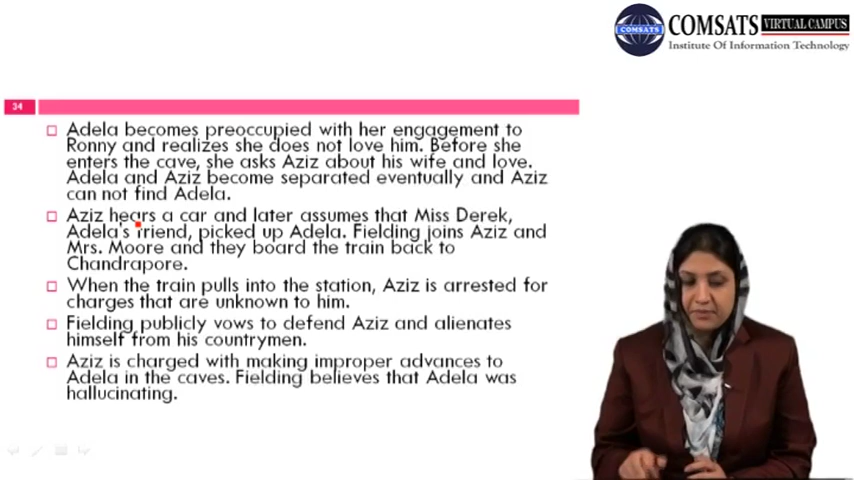 COMSATS VIRTUAL CAMPUS
COMSATS
Institute Of Information Technology
34
Adela becomes preoccupied with her engagement to
Ronny and realizes she does not love him. Before she
enters the cave, she asks Aziz about his wife and love.
Adela and Aziz become separated eventually and Aziz
can not find Adela.
Aziz hears a car and later assumes that Miss Derek,
Adela's friend, picked up Adela. Fielding joins Aziz and
Mrs. Moore and they board the train back to
Chandrapore.
When the train pulls into the station, Aziz is arrested for
charges that are unknown to him.
Fielding publicly vows to defend Aziz and alienates
himself from his countrymen.
Aziz is charged with making improper advances to
Adela in the caves. Fielding believes that Adela was
hallucinating.